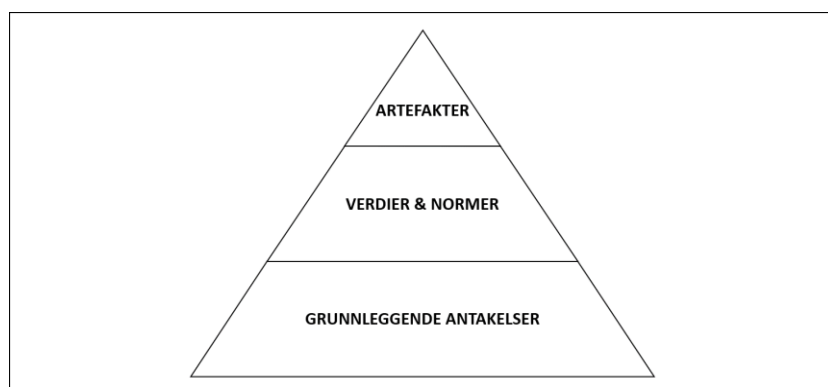 ARTEFAKTER
VERDIER & NORMER
GRUNNLEGGENDE ANTAKELSER